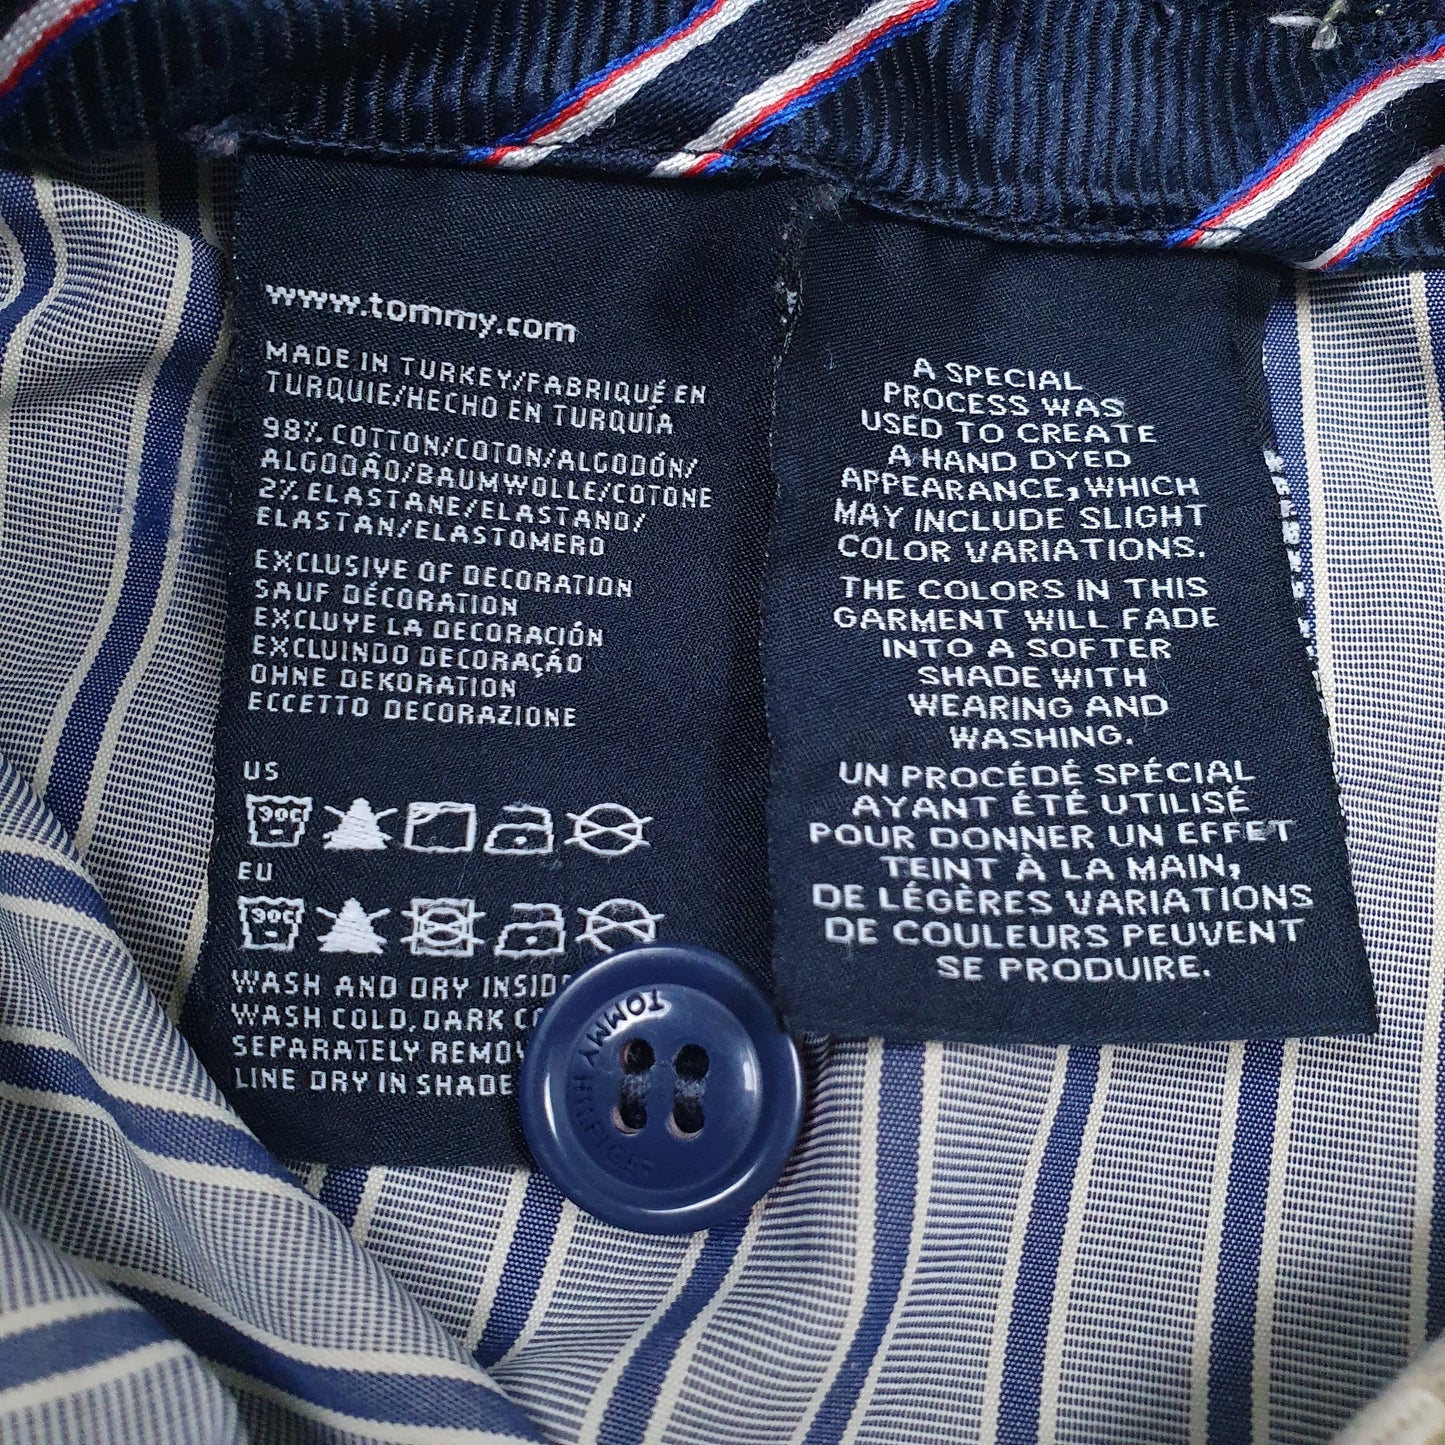 www.tommy.com
MADE IN TURKEY/FABRIQUÉ EN
TURQUIE/HECHO EN TURQUÍA
98% COTTON/COTON/ALGODÓN/
ALGODÂO/BAUMWOLLE/COTONE
2% ELASTANE/ELASTANO/
ELASTAN/ELASTOMERO
EXCLUSIVE OF DECORATION
SAUF DÉCORATION
EXCLUYE LA DECORACIÓN
EXCLUINDO DECORAÇÃO
OHNE DEKORATION
ECCETTO DECORAZIONE
US
30C
EU
30C
WASH AND DRY
WASH COLD, DARK
SEPARATELY
LINE DRY IN SHADE
A SPECIAL
PROCESS WAS
USED TO CREATE
A HAND DYED
APPEARANCE, WHICH
MAY INCLUDE SLIGHT
COLOR VARIATIONS.
THE COLORS IN THIS
GARMENT WILL FADE
INTO A SOFTER
SHADE WITH
WEARING AND
WASHING.
UN PROCÉDÉ SPÉCIAL
AYANT ÉTÉ UTILISÉ
POUR DONNER UN EFFET
TEINT À LA MAIN,
DE LÉGÈRES VARIATIONS
DE COULEURS PEUVENT
SE PRODUIRE.
TOMMY HILFIGER